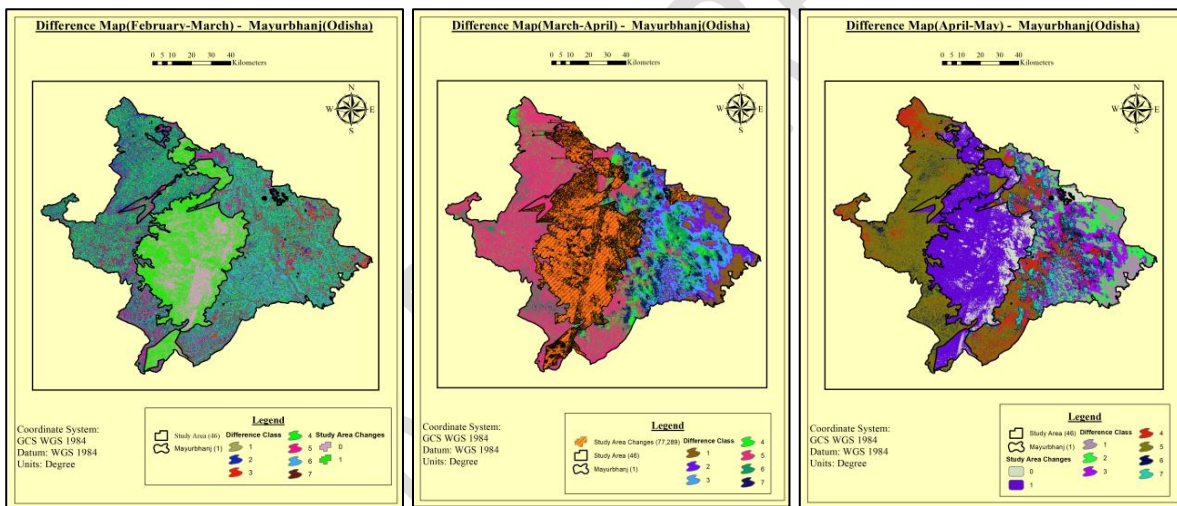 Difference Map(February-March) - Mayurbhanj(Odisha)
0 5 10 20 30 40
Kilometers
N
W E
S
Coordinate System:
GCS WGS 1984
Datum: WGS 1984
Units: Degree
Legend
Study Area (46)
Mayurbhanj (1)
Difference Class
1
2
3
4
5
6
7
Study Area Changes
0
1
Difference Map(March-April) - Mayurbhanj(Odisha)
0 5 10 20 30 40
Kilometers
N
W E
S
Coordinate System:
GCS WGS 1984
Datum: WGS 1984
Units: Degree
Legend
Study Area Changes (77,289)
Study Area (46)
Mayurbhanj (1)
Difference Class
1
2
3
4
5
6
7
Difference Map(April-May) - Mayurbhanj(Odisha)
0 5 10 20 30 40
Kilometers
N
W E
S
Coordinate System:
GCS WGS 1984
Datum: WGS 1984
Units: Degree
Legend
Study Area (46)
Mayurbhanj (1)
Study Area Changes
0
1
Difference Class
1
2
3
4
5
6
7